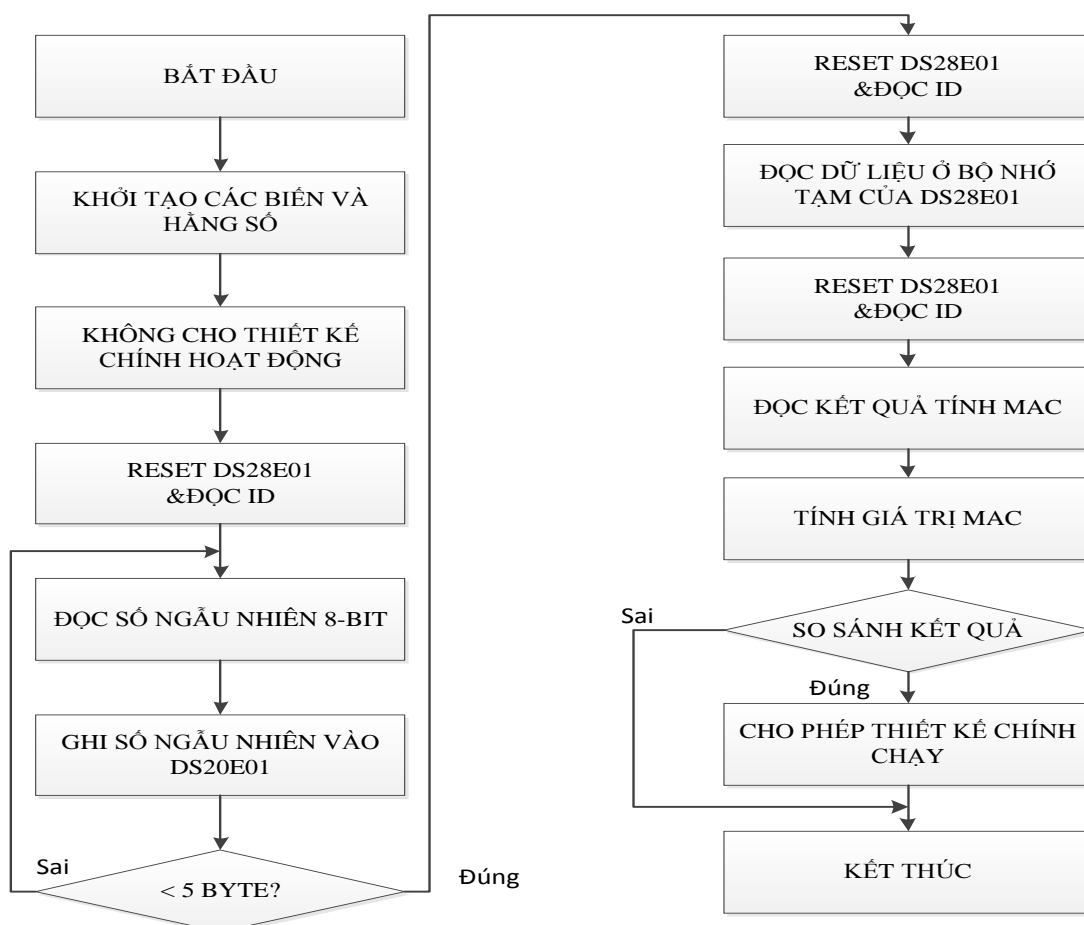 BẮT ĐẦU
KHỞI TẠO CÁC BIẾN VÀ
HẰNG SỐ
KHÔNG CHO THIẾT KẾ
CHÍNH HOẠT ĐỘNG
RESET DS28E01
&ĐỌC ID
ĐỌC SỐ NGẪU NHIÊN 8-BIT
GHI SỐ NGẪU NHIÊN VÀO
DS20E01
Sai
< 5 BYTE?
Đúng
RESET DS28E01
&ĐỌC ID
ĐỌC DỮ LIỆU Ở BỘ NHỚ
TẠM CỦA DS28E01
RESET DS28E01
&ĐỌC ID
ĐỌC KẾT QUẢ TÍNH MAC
TÍNH GIÁ TRỊ MAC
Sai
SO SÁNH KẾT QUẢ
Đúng
CHO PHÉP THIẾT KẾ CHÍNH
CHẠY
KẾT THÚC